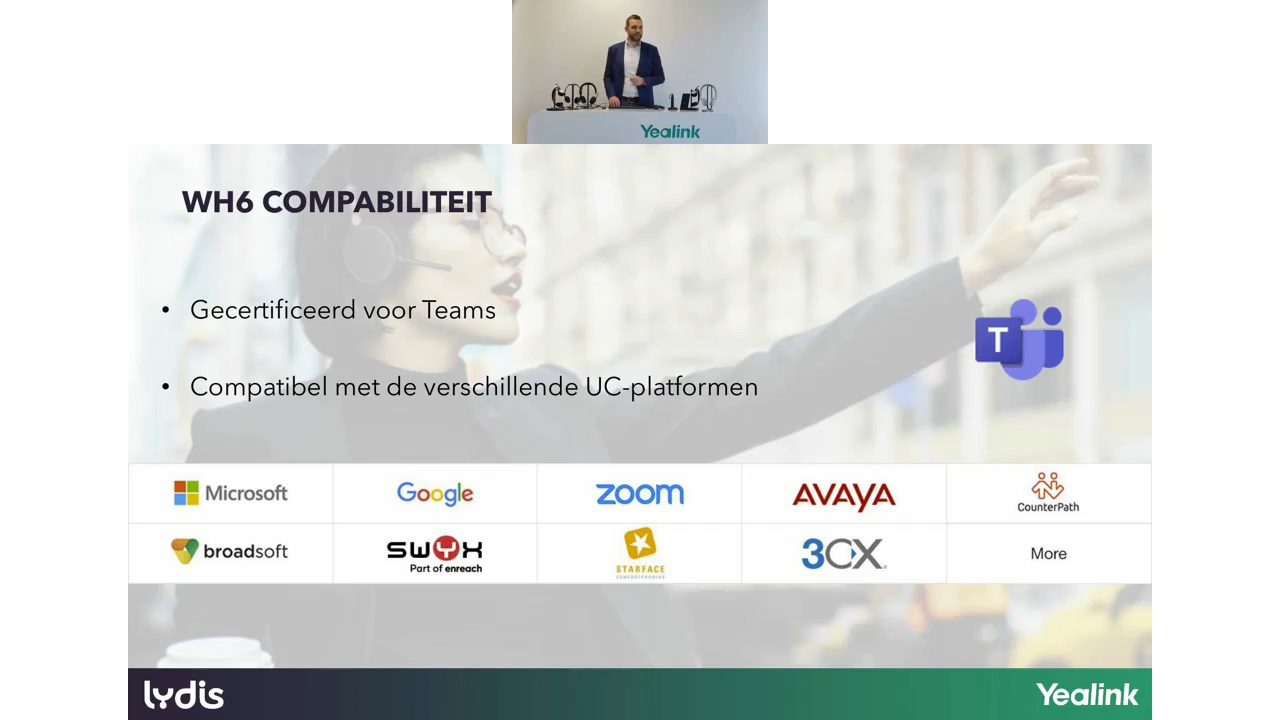 Yealink
WH6 COMPABILITEIT
• Gecertificeerd voor Teams
T
• Compatibel met de verschillende UC-platformen
Microsoft
Google
zoom
AVAYA
CounterPath
broadsoft
swyx
Part of enreach
STARFACE
3CX
More
lydis
Yealink